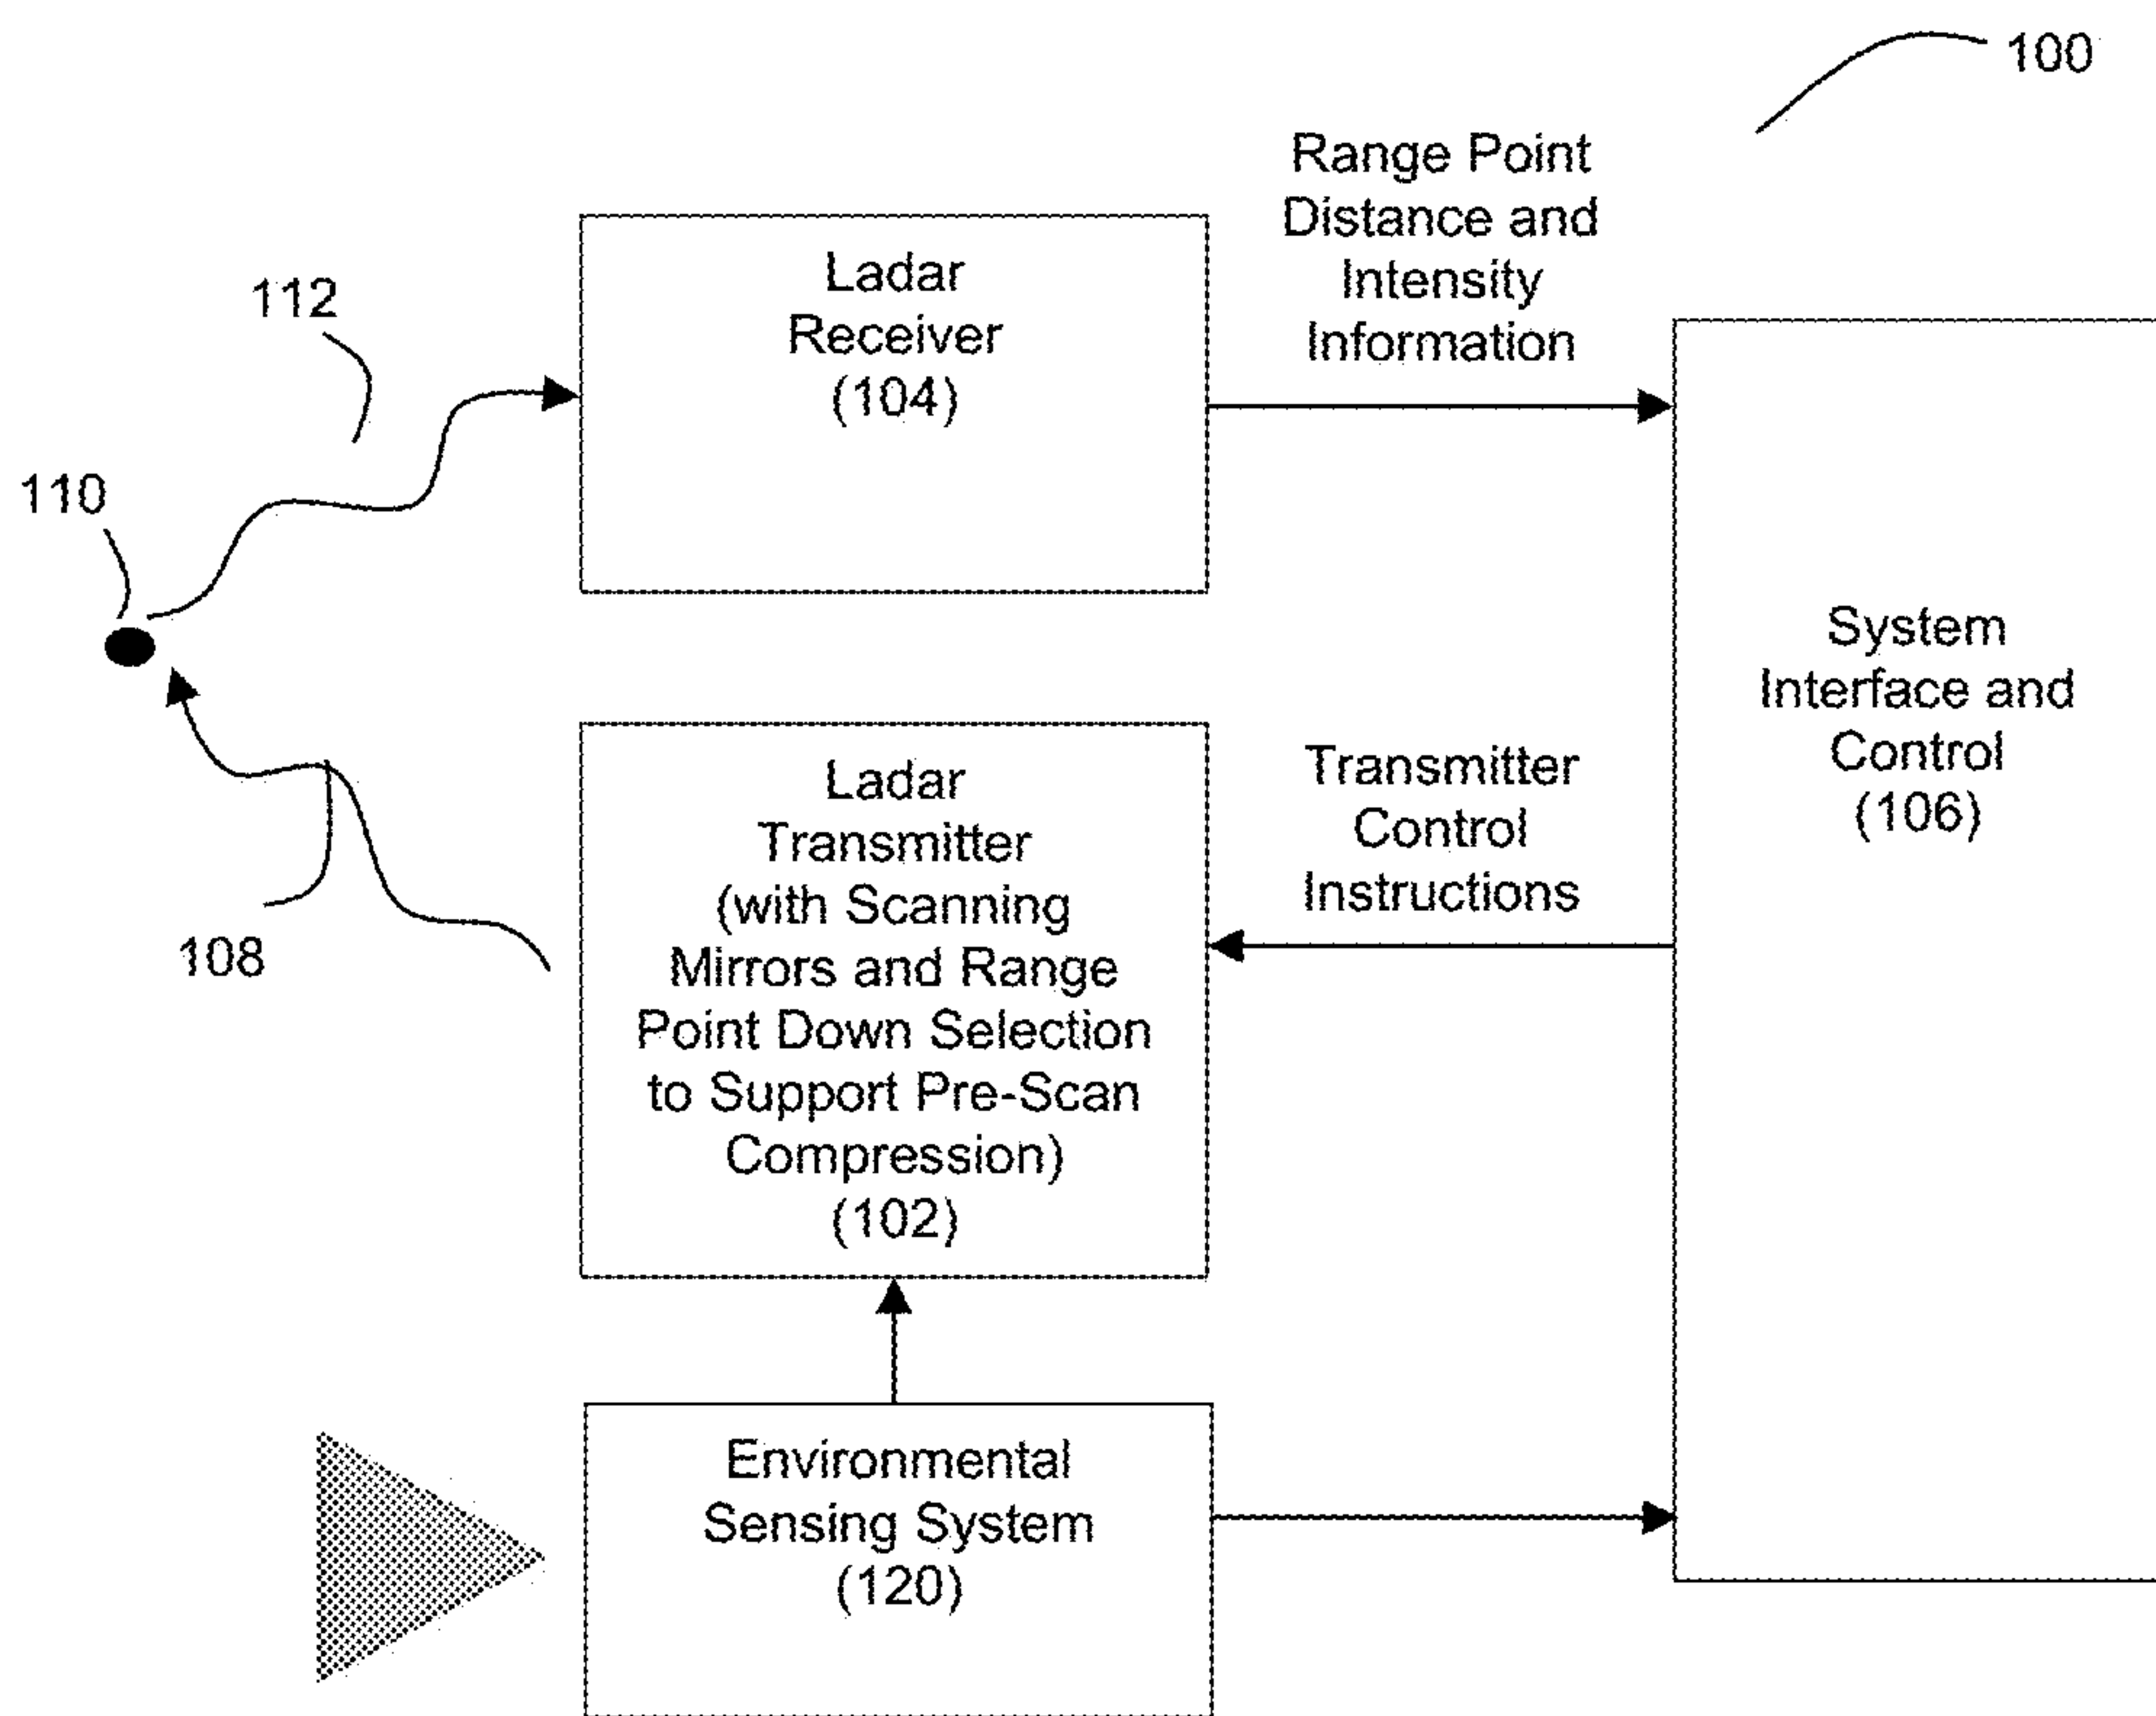 100
Range Point
Distance and
Intensity
Information
112
Ladar
Receiver
(104)
110
System
Interface and
Control
(106)
Ladar
Transmitter
(with Scanning
Mirrors and Range
Point Down Selection
to Support Pre-Scan
Compression)
(102)
Transmitter
Control
Instructions
108
Environmental
Sensing System
(120)